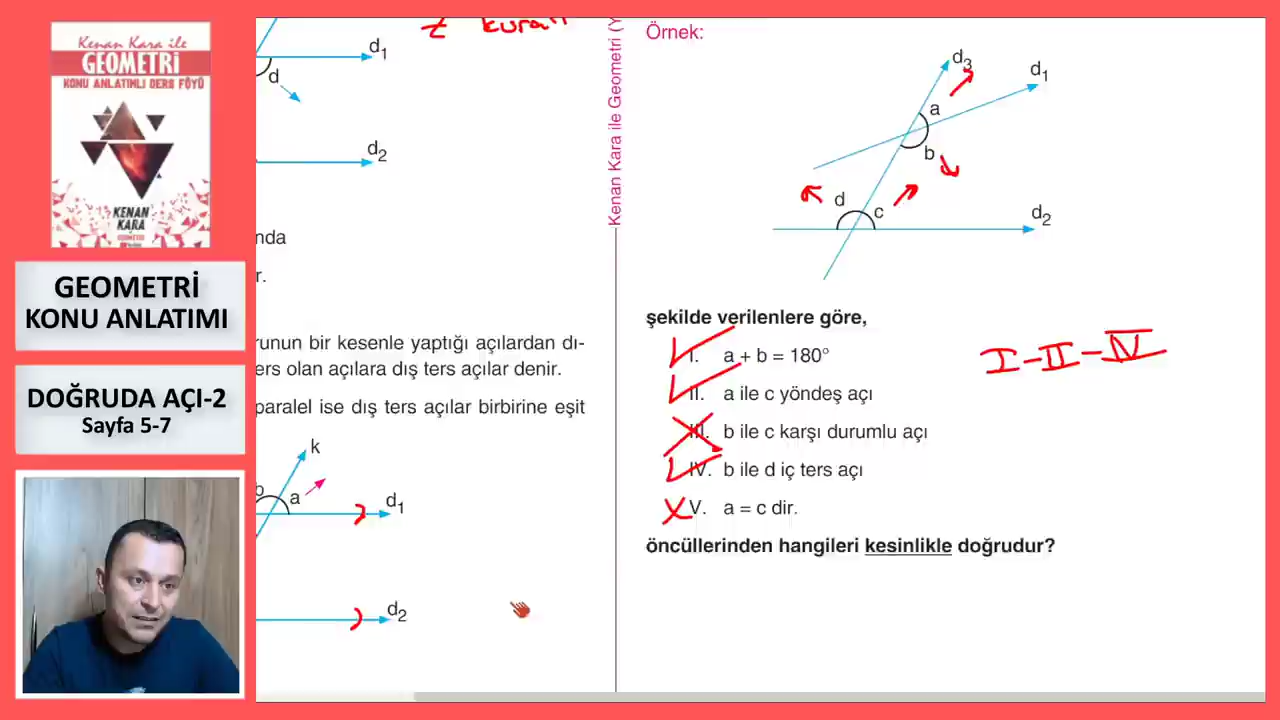 Kenan Kara ile
GEOMETRİ
KONU ANLATIMLI DERS FÖYÜ
KENAN
KARA
GEOMETRİ
KONU ANLATIMI
DOĞRUDA AÇI-2
Sayfa 5-7
z kuralı
d1
d
d2
nda
r.
runun bir kesenle yaptığı açılardan dı-
ers olan açılara dış ters açılar denir.
paralel ise dış ters açılar birbirine eşit
k
b
a
d1
d2
Kenan Kara ile Geometri (Y
Örnek:
d3
d1
a
b
d
c
d2
şekilde verilenlere göre,
I. a + b = 180°
II. a ile c yöndeş açı
III. b ile c karşı durumlu açı
IV. b ile d iç ters açı
V. a = c dir.
I-II-IV
öncüllerinden hangileri kesinlikle doğrudur?